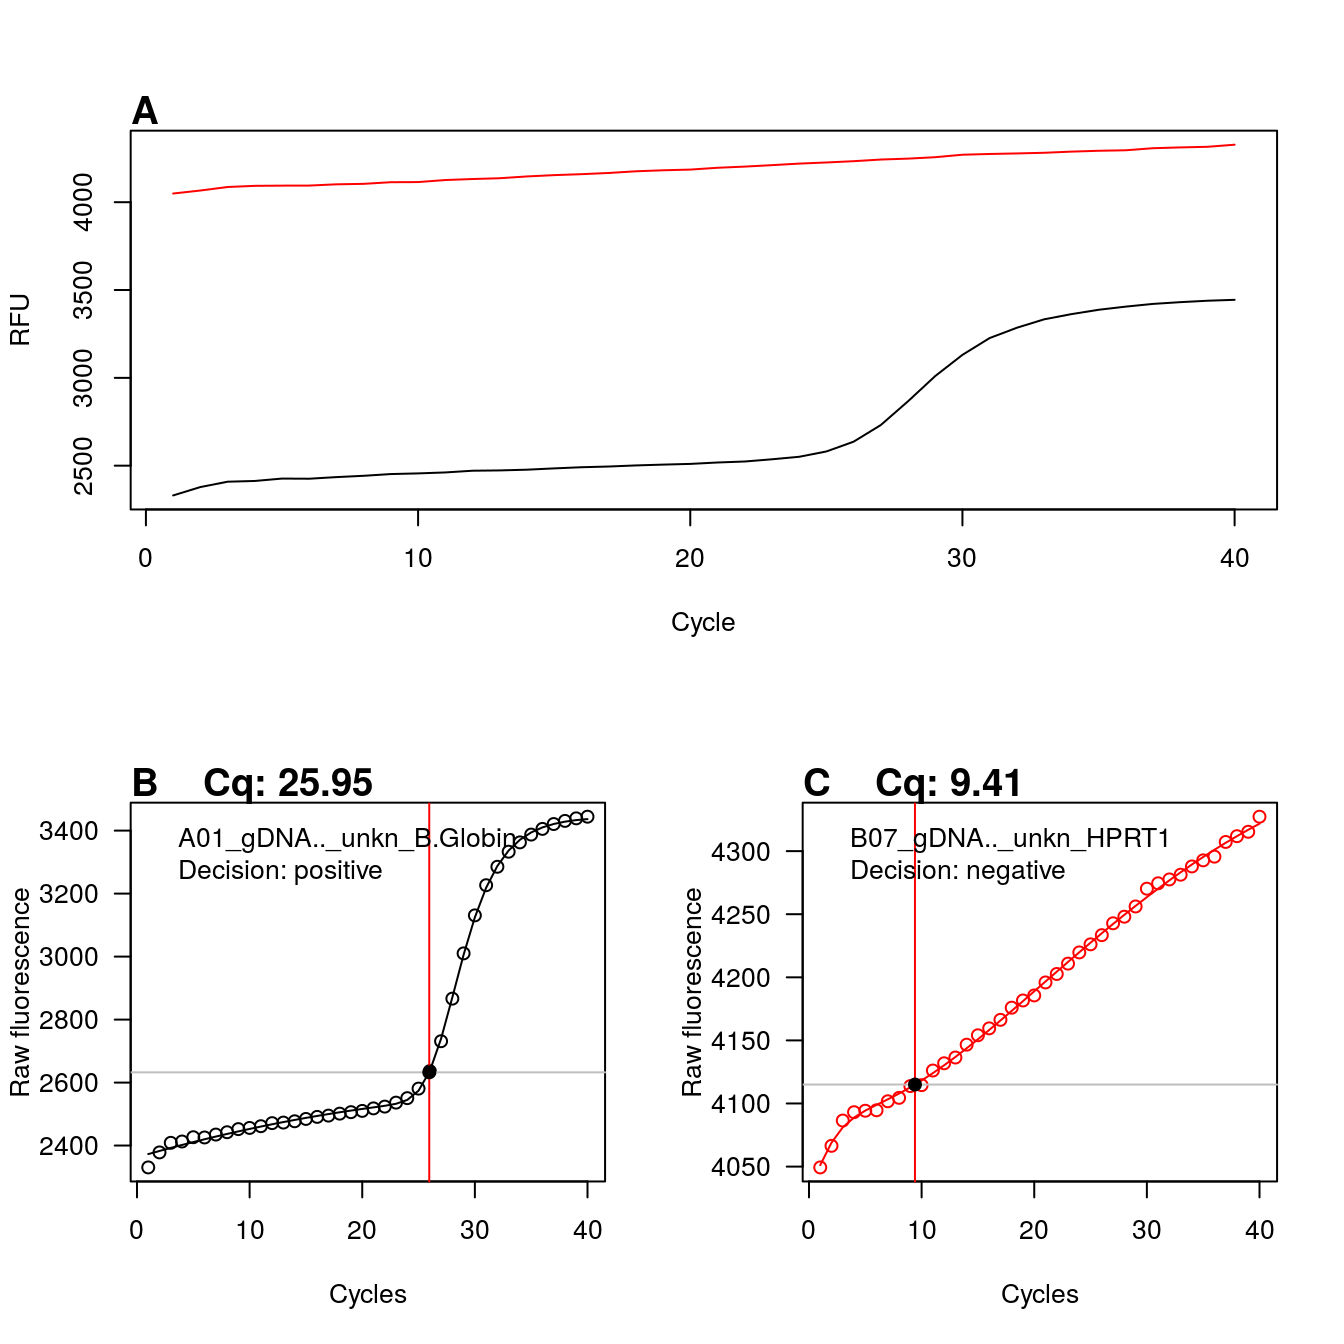 A
4000
3500
3000
2500
RFU
0 10 20 30 40
Cycle
B Cq: 25.95
A01_gDNA.._unkn_B.Globin
Decision: positive
3400
3200
3000
2800
2600
2400
Raw fluorescence
0 10 20 30 40
Cycles
C Cq: 9.41
B07_gDNA.._unkn_HPRT1
Decision: negative
4300
4250
4200
4150
4100
4050
Raw fluorescence
0 10 20 30 40
Cycles